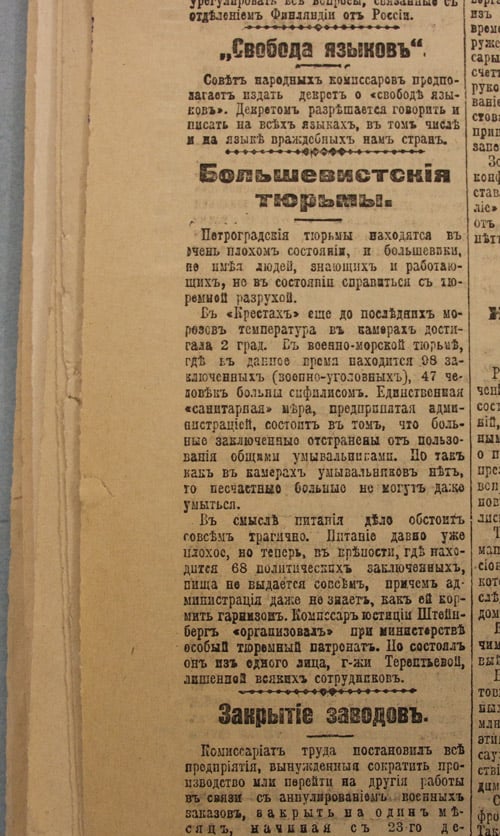 урегулировать всѣ вопросы, связанные съ
отдѣленіемъ Финляндіи отъ Россіи.
„Свобода языковъ“.
Совѣтъ народныхъ комиссаровъ предпо-
лагаетъ издать декретъ о «свободѣ язы-
ковъ». Декретомъ разрѣшается говорить и
писать на всѣхъ языкахъ, въ томъ числѣ
и на языкѣ враждебныхъ намъ странъ.
Большевистскія
тюрьмы.
Петроградскія тюрьмы находятся въ
очень плохомъ состояніи, и большевики,
не имѣя людей, знающихъ и работаю-
щихъ, не въ состояніи справиться съ тю-
ремной разрухой.
Въ «Крестахъ» еще до послѣднихъ мо-
розовъ температура въ камерахъ дости-
гала 2 град. Въ военно-морской тюрьмѣ,
гдѣ въ данное время находится 98 за-
ключенныхъ (военно-уголовныхъ), 47 че-
ловѣкъ больны сифилисомъ. Единственная
«санитарная» мѣра, предпринятая адми-
нистраціей, состоитъ въ томъ, что боль-
ные заключенные отстранены отъ пользо-
ванія общими умывальниками. Но такъ
какъ въ камерахъ умывальниковъ нѣтъ,
то несчастные больные не могутъ даже
умыться.
Въ смыслѣ питанія дѣло обстоитъ
совсѣмъ трагично. Питаніе давно уже
плохое, но теперь, въ крѣпости, гдѣ нахо-
дится 68 политическихъ заключенныхъ,
пища не выдается совсѣмъ, причемъ ад-
министрація даже не знаетъ, какъ ей кор-
мить гарнизонъ. Комиссаръ юстиціи Штейн-
бергъ «организовалъ» при министерствѣ
особый тюремный патронатъ. Но состоялъ
онъ изъ одного лица, г-жи Терентьевой,
лишенной всякихъ сотрудниковъ.
Закрытіе заводовъ.
Комиссаріатъ труда постановилъ всѣ
предпріятія, вынужденныя сократить про-
изводство или перейти на другія работы
въ связи съ аннулированіемъ военныхъ
заказовъ, закрыть на одинъ мѣ-
сяцъ, начиная съ 23-го де-